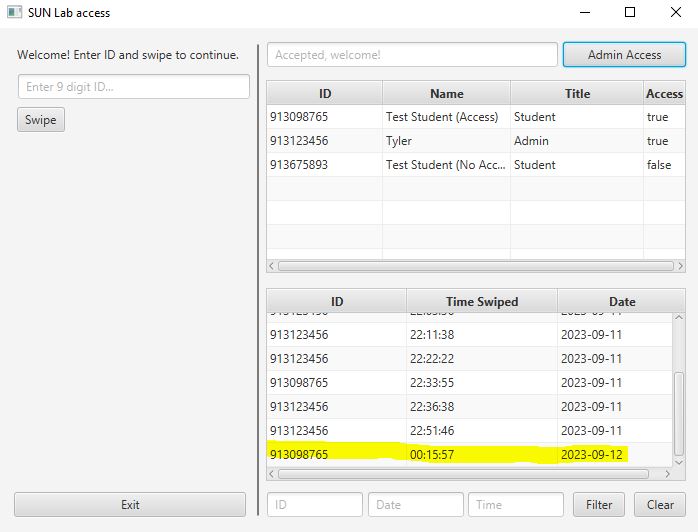 SUN Lab access
Welcome! Enter ID and swipe to continue.
Enter 9 digit ID...
Swipe
Exit
Accepted, welcome!
Admin Access
ID Name Title Access
913098765 Test Student (Access) Student true
913123456 Tyler Admin true
913675893 Test Student (No Acc... Student false
ID Time Swiped Date
913123456 2023-09-11
913123456 22:11:38 2023-09-11
913123456 22:22:22 2023-09-11
913098765 22:33:55 2023-09-11
913123456 22:36:38 2023-09-11
913123456 22:51:46 2023-09-11
913098765 00:15:57 2023-09-12
ID Date Time Filter Clear